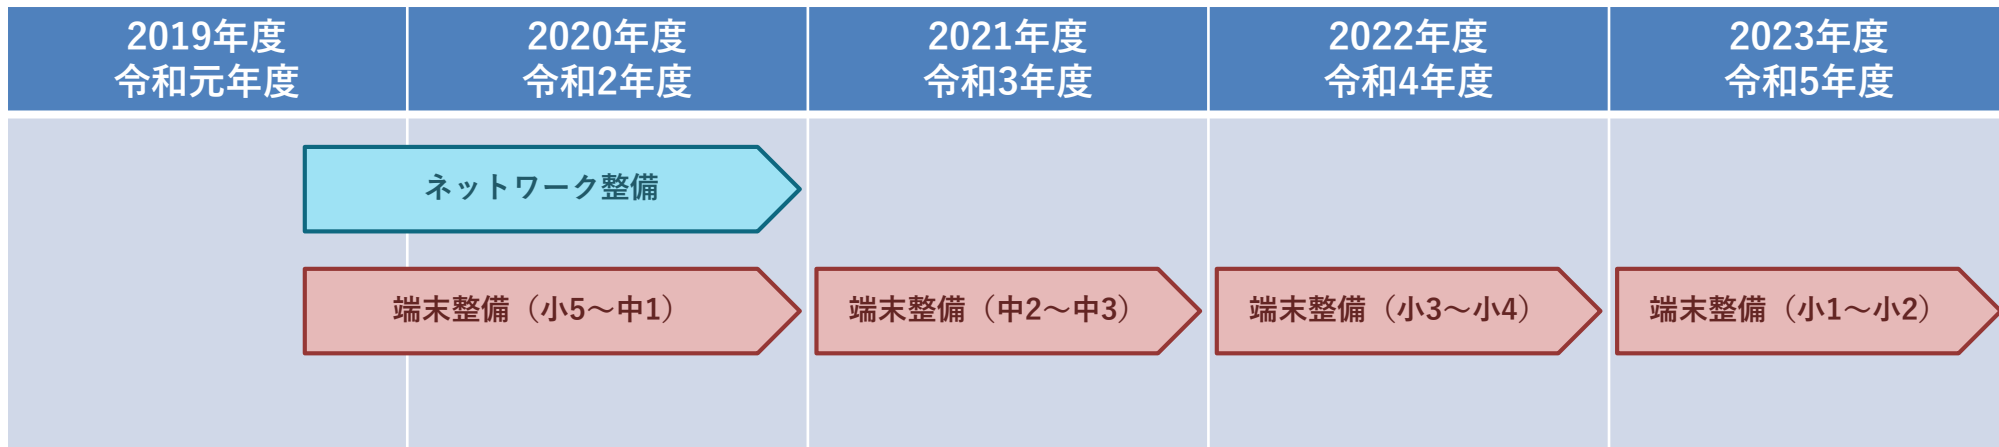 2019年度
令和元年度
2020年度
令和2年度
2021年度
令和3年度
2022年度
令和4年度
2023年度
令和5年度
ネットワーク整備
端末整備（小5～中1）
端末整備（中2～中3）
端末整備（小3～小4）
端末整備（小1～小2）